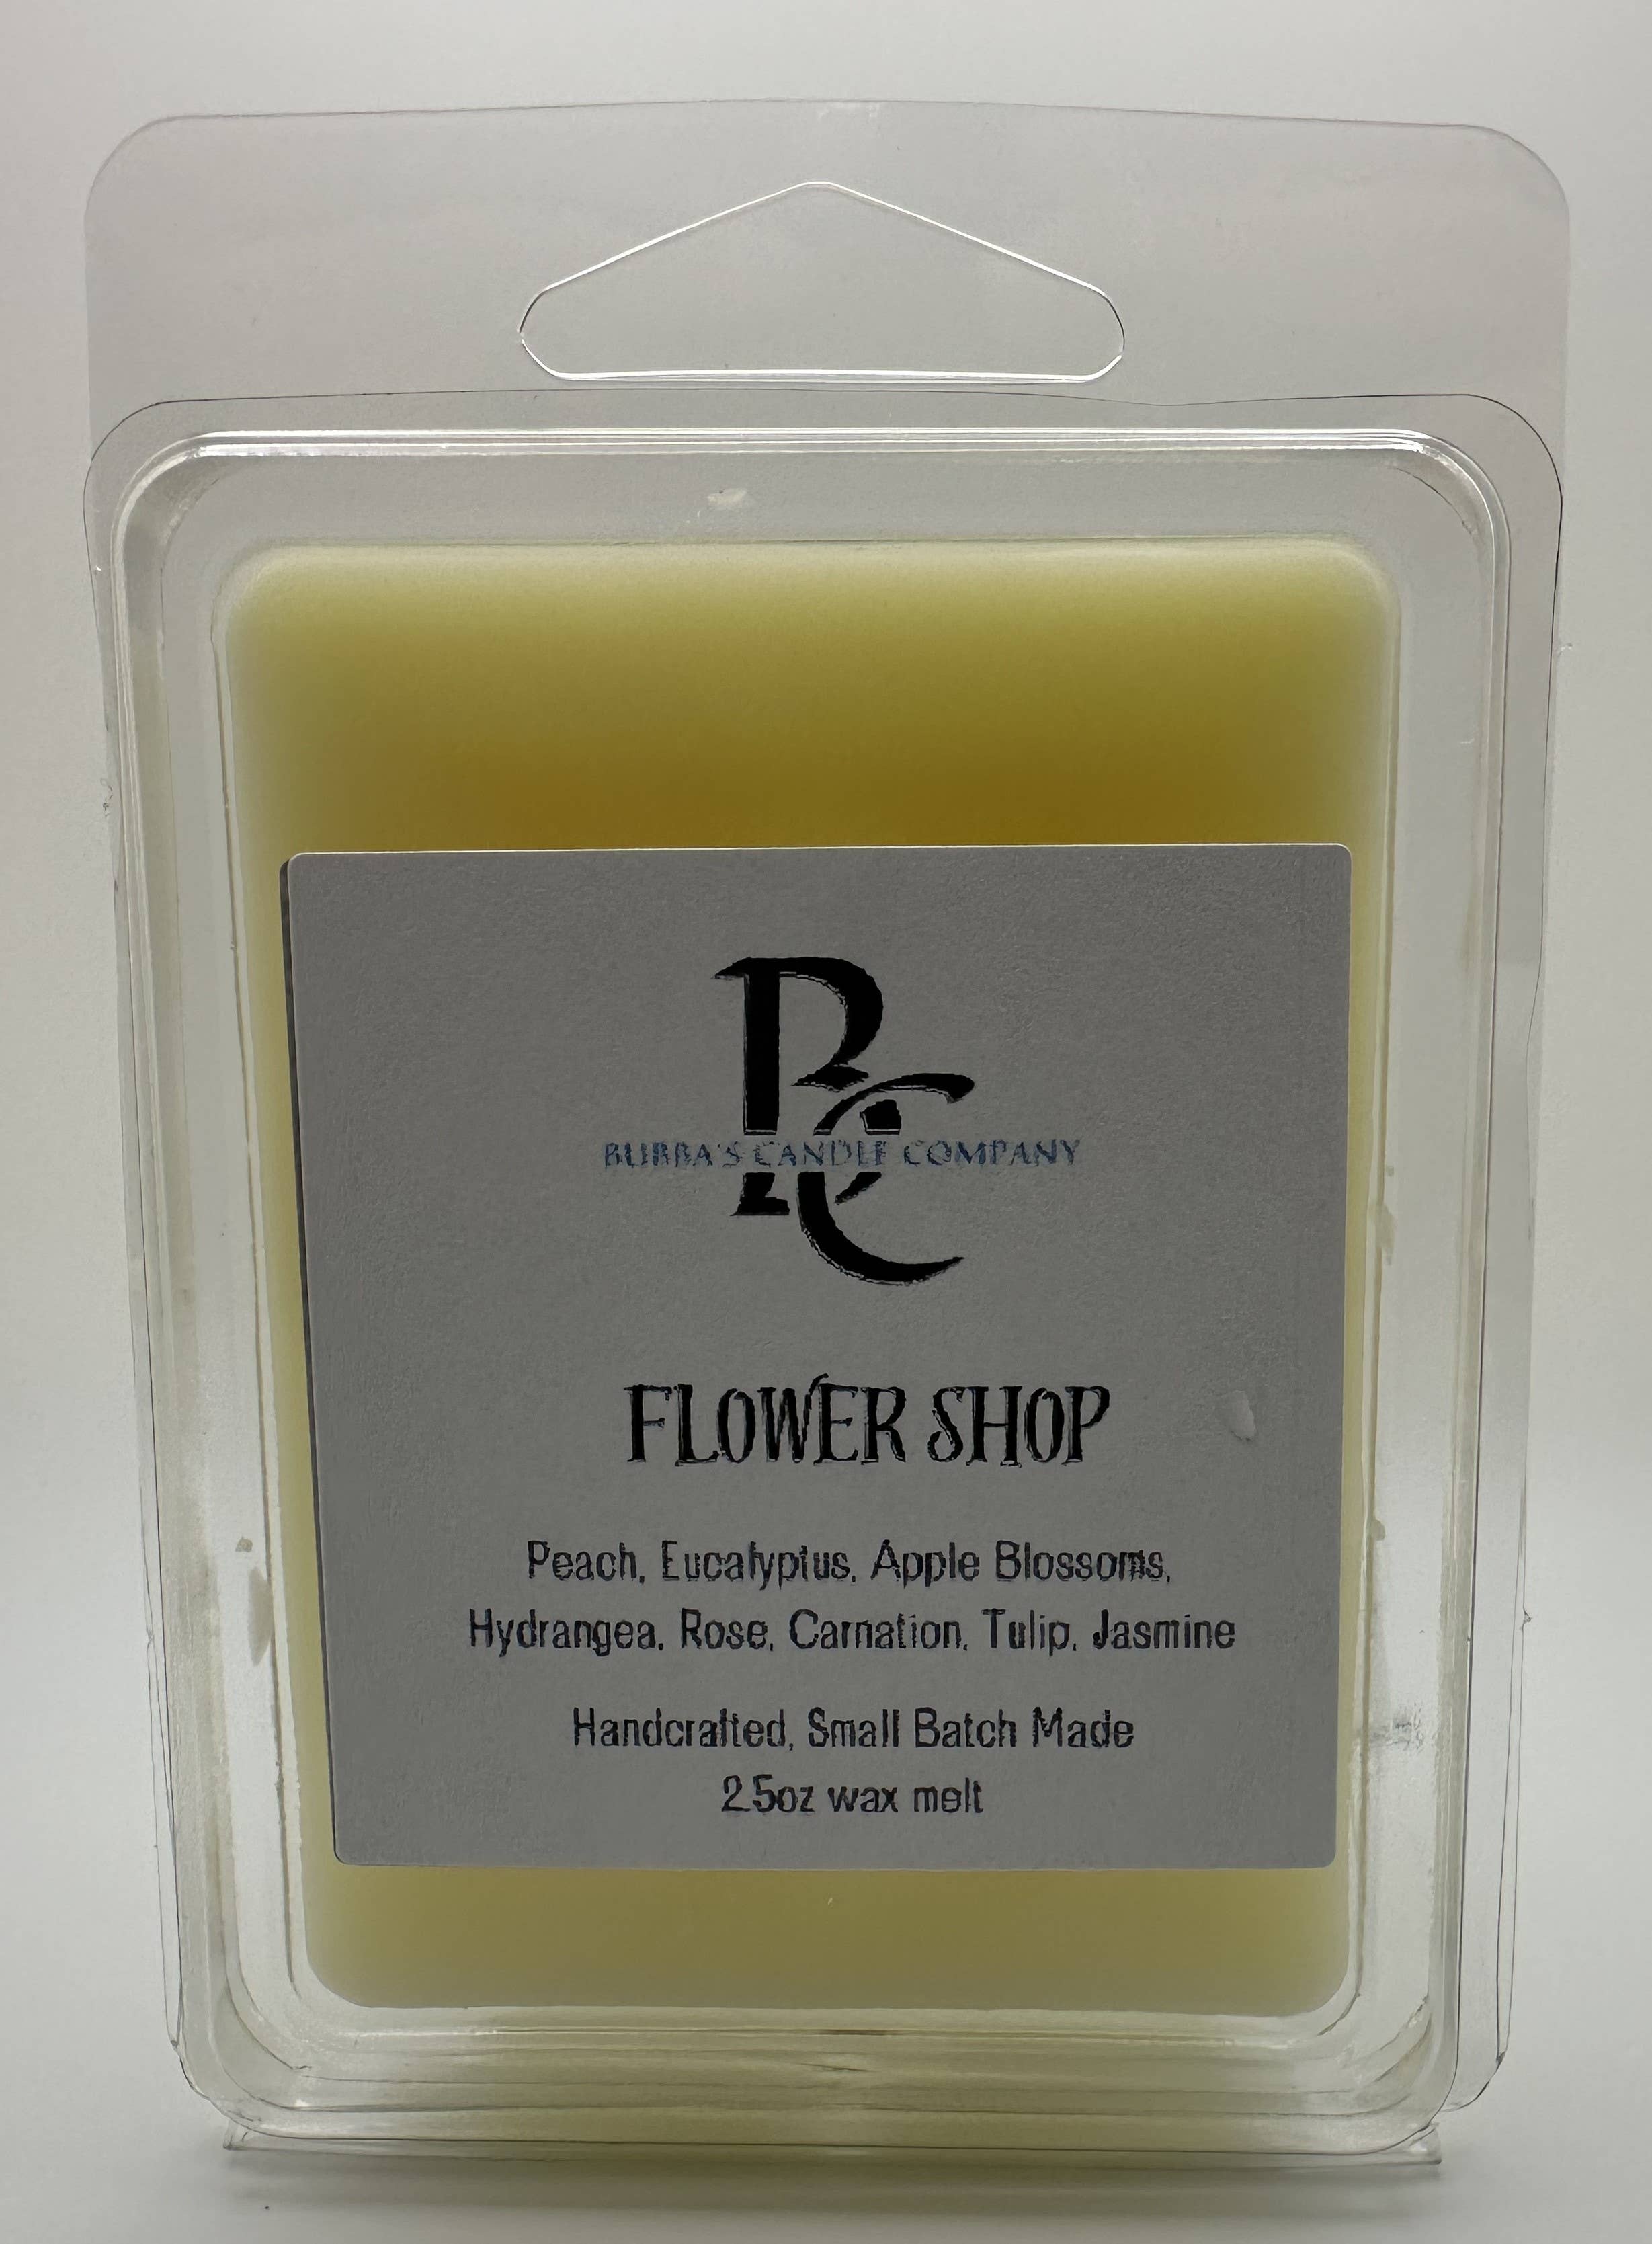 BC
BUBBA'S CANDLE COMPANY
FLOWER SHOP
Peach, Eucalyptus, Apple Blossoms,
Hydrangea, Rose, Carnation, Tulip, Jasmine
Handcrafted, Small Batch Made
2.5oz wax melt